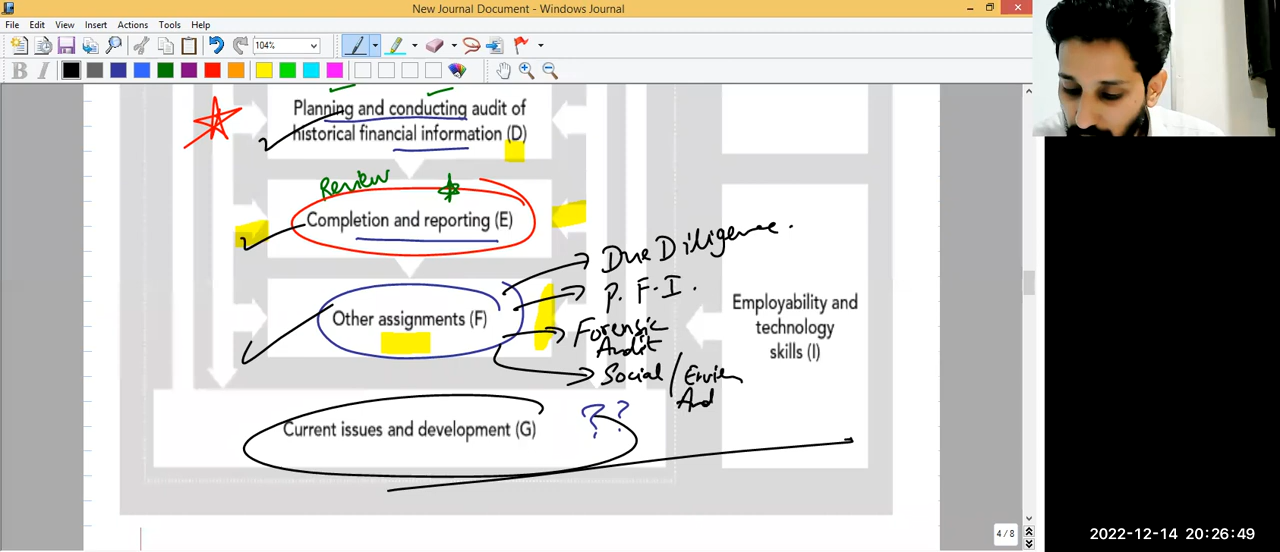 New Journal Document - Windows Journal
File Edit View Insert Actions Tools Help
104%
B I
Planning and conducting audit of
historical financial information (D)
Review
Completion and reporting (E)
Due Diligence.
P. F. I.
Other assignments (F)
Forensic
Audit
Social /
Aud
Employability and
technology
skills (I)
Current issues and development (G)
? ?
4 / 8
2022-12-14 20:26:49